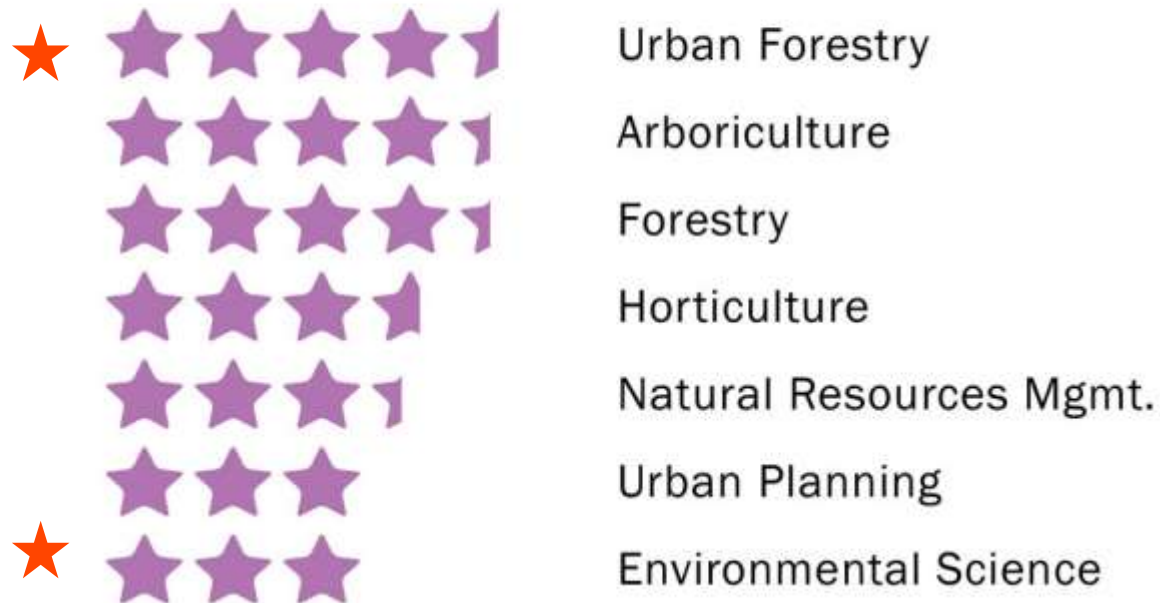 Urban Forestry
Arboriculture
Forestry
Horticulture
Natural Resources Mgmt.
Urban Planning
Environmental Science